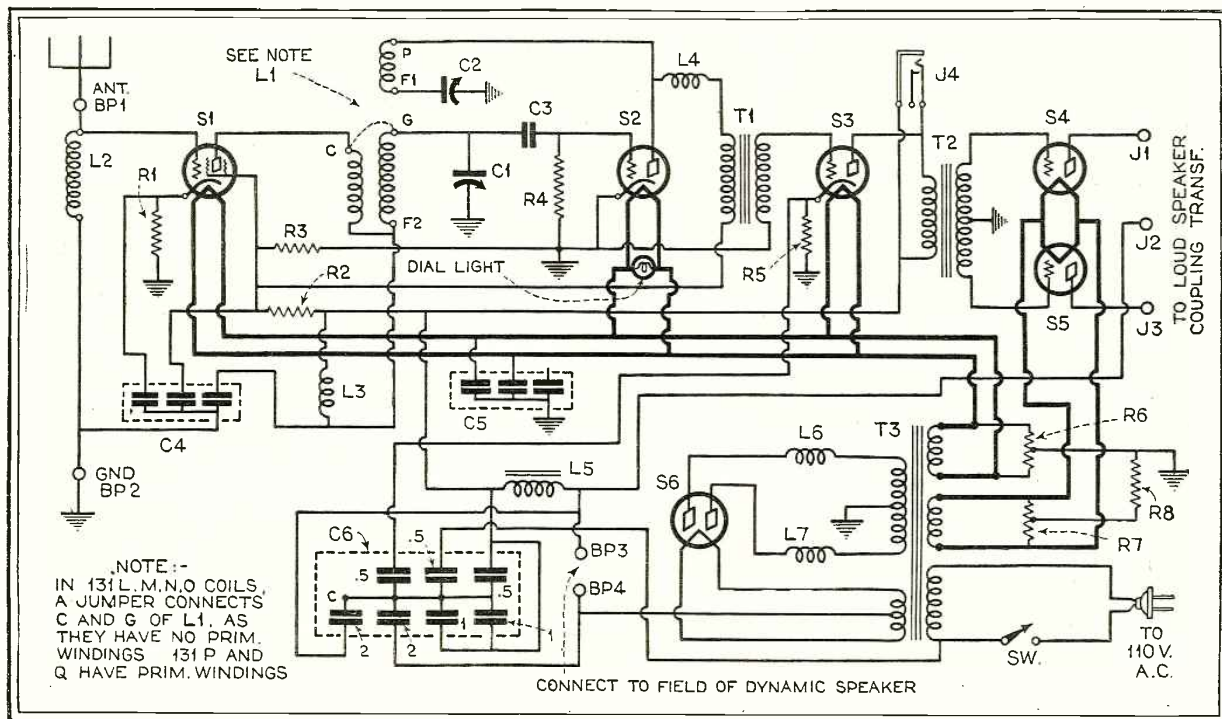 ANT.
BP1
L2
S1
R1
SEE NOTE
L1
P
F1
C2
C
G
F2
C1
C3
R4
S2
L4
T1
S3
J4
T2
S4
J1
J2
J3
S5
TO LOUD SPEAKER
COUPLING TRANSF.
R3
R2
DIAL LIGHT
R5
L3
C4
C5
GND
BP2
L5
L6
L7
S6
T3
R6
R8
R7
C6
.5
.5
.5
C
2
2
1
1
BP3
BP4
SW.
TO
110 V.
A.C.
NOTE:-
IN 131 L.M.N.O COILS,
A JUMPER CONNECTS
C AND G OF L1, AS
THEY HAVE NO PRIM.
WINDINGS 131 P AND
Q HAVE PRIM. WINDINGS
CONNECT TO FIELD OF DYNAMIC SPEAKER